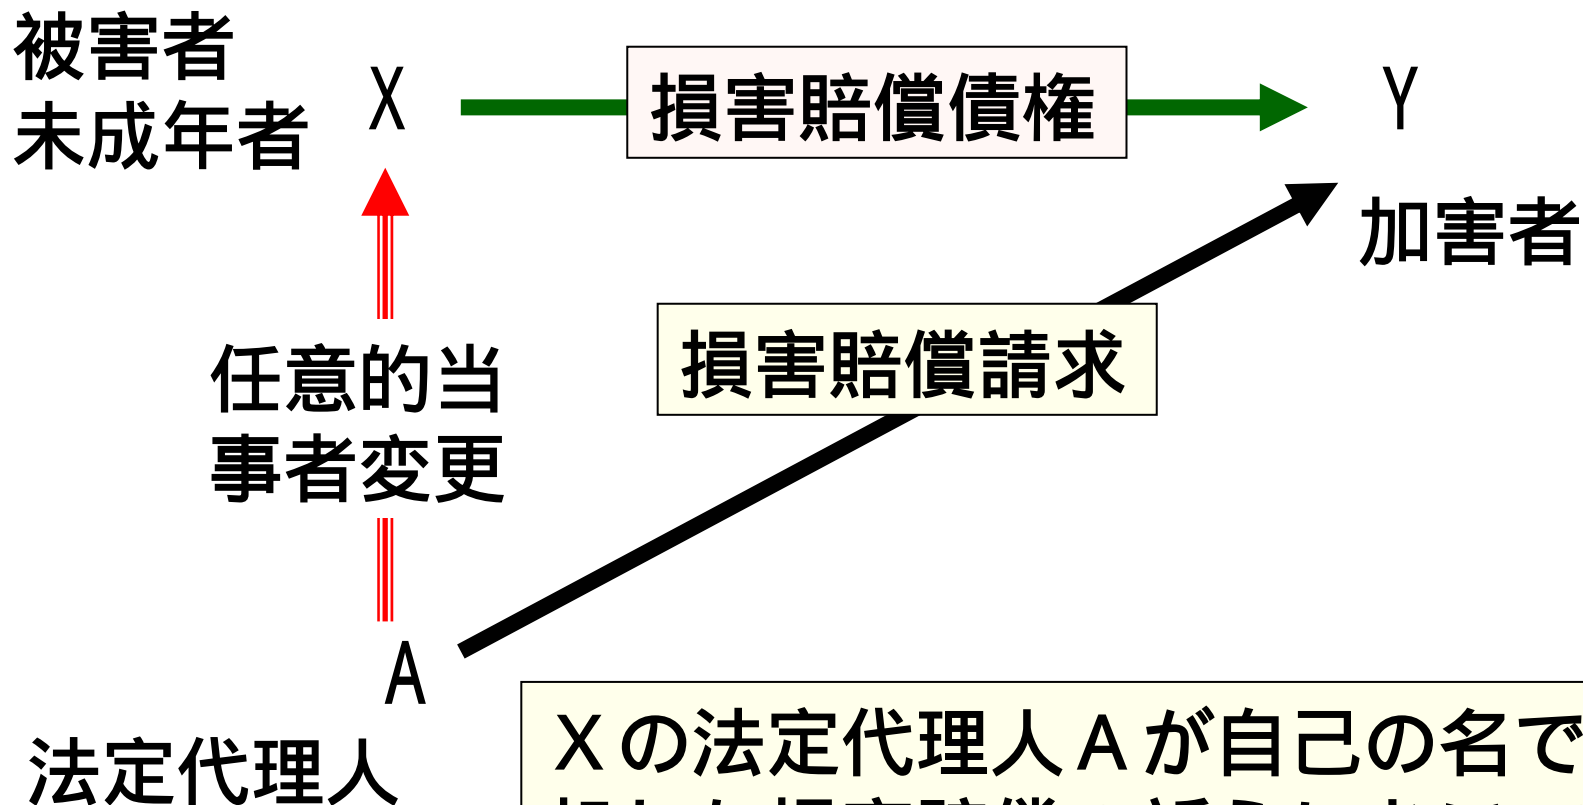 被害者
未成年者
X
損害賠償債権
Y
加害者
損害賠償請求
任意的当
事者変更
A
法定代理人
Xの法定代理人Aが自己の名で